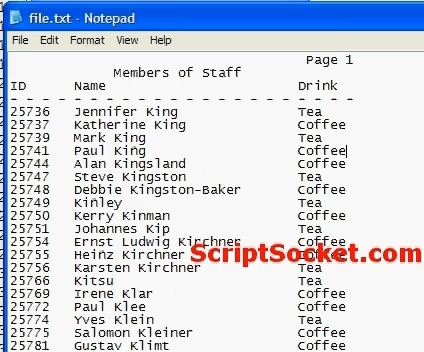 file.txt - Notepad
File Edit Format View Help
Page 1
Members of Staff
ID Name Drink
- - - - - - - - - - - - - - - - - - - - - - - -
25736 Jennifer King Tea
25737 Katherine King Coffee
25739 Mark King Tea
25741 Paul King Coffee
25744 Alan Kingsland Coffee
25747 Steve Kingston Tea
25748 Debbie Kingston-Baker Coffee
25749 Kinley Tea
25750 Kerry Kinman Coffee
25751 Johannes Kip Tea
25754 Ernst Ludwig Kirchner Coffee
25755 Heinz Kirchner Coffee
ScriptSocket.com
25756 Karsten Kirchner Tea
25766 Kitsu Tea
25769 Irene Klar Coffee
25772 Paul Klee Coffee
25774 Yves Klein Tea
25775 Salomon Kleiner Coffee
25781 Gustav Klimt Coffee